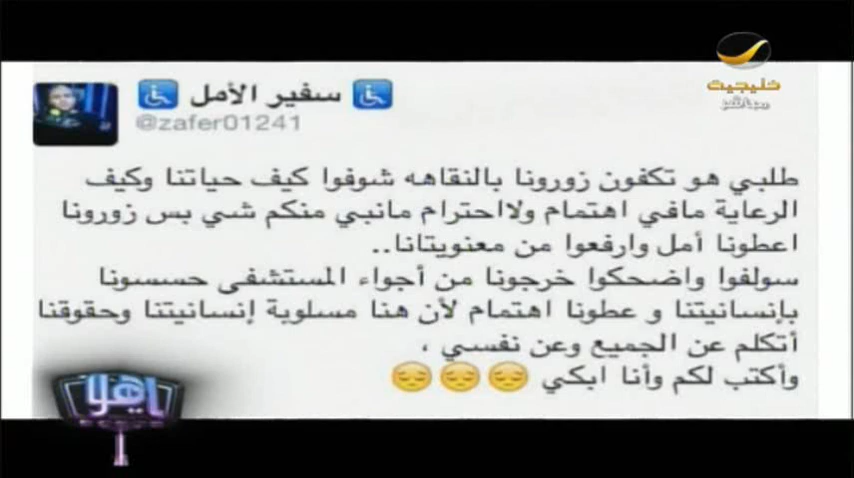 خليجيت
مباشر
♿ سفير الأمل ♿
@zafer01241
طلبي هو تكفون زورونا بالنقاهه شوفوا كيف حياتنا وكيف
الرعاية مافي اهتمام ولااحترام مانبي منكم شي بس زورونا
اعطونا أمل وارفعوا من معنوياتنا..
سولفوا واضحكوا خرجونا من أجواء المستشفى حسسونا
بإنسانيتنا و عطونا اهتمام لأن هنا مسلوبة إنسانيتنا وحقوقنا
أتكلم عن الجميع وعن نفسي ،
وأكتب لكم وأنا ابكي 😔😔😔
ياهلا